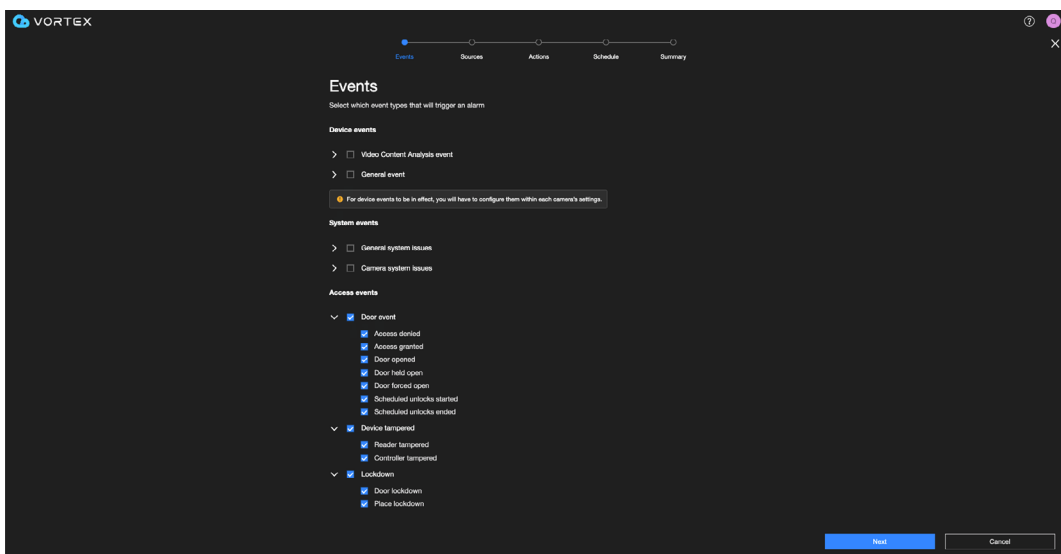 VORTEX
Events
Sources
Actions
Schedule
Summary
Events
Select which event types that will trigger an alarm
Device events
Video Content Analysis event
General event
For device events to be in effect, you will have to configure them within each camera's settings.
System events
General system issues
Camera system issues
Access events
Door event
Access denied
Access granted
Door opened
Door held open
Door forced open
Scheduled unlocks started
Scheduled unlocks ended
Device tampered
Reader tampered
Controller tampered
Lockdown
Door lockdown
Place lockdown
Next
Cancel